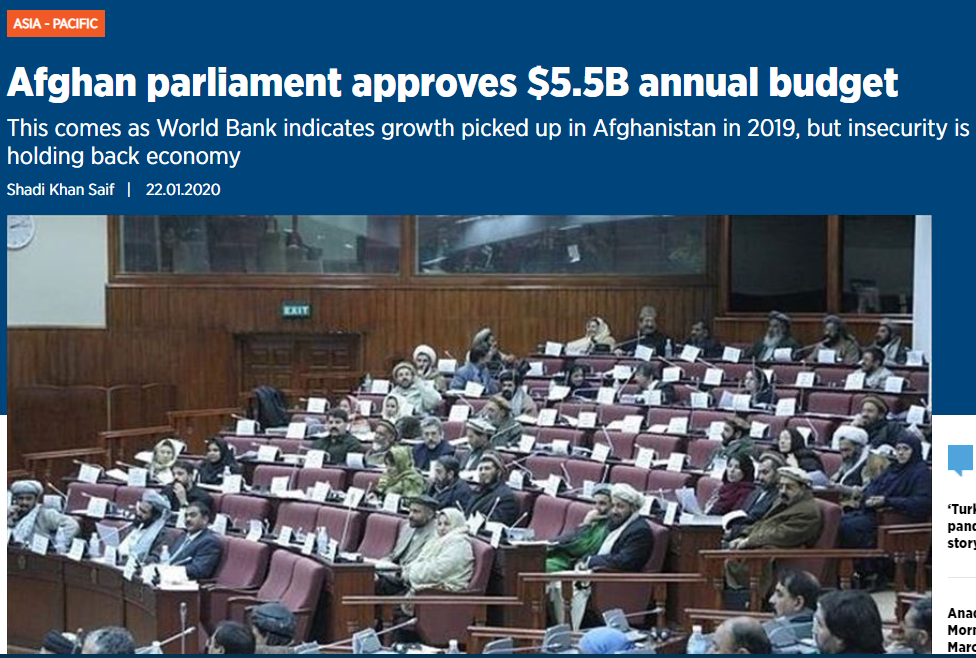 ASIA - PACIFIC
Afghan parliament approves $5.5B annual budget
This comes as World Bank indicates growth picked up in Afghanistan in 2019, but insecurity is
holding back economy
Shadi Khan Saif | 22.01.2020
EXIT